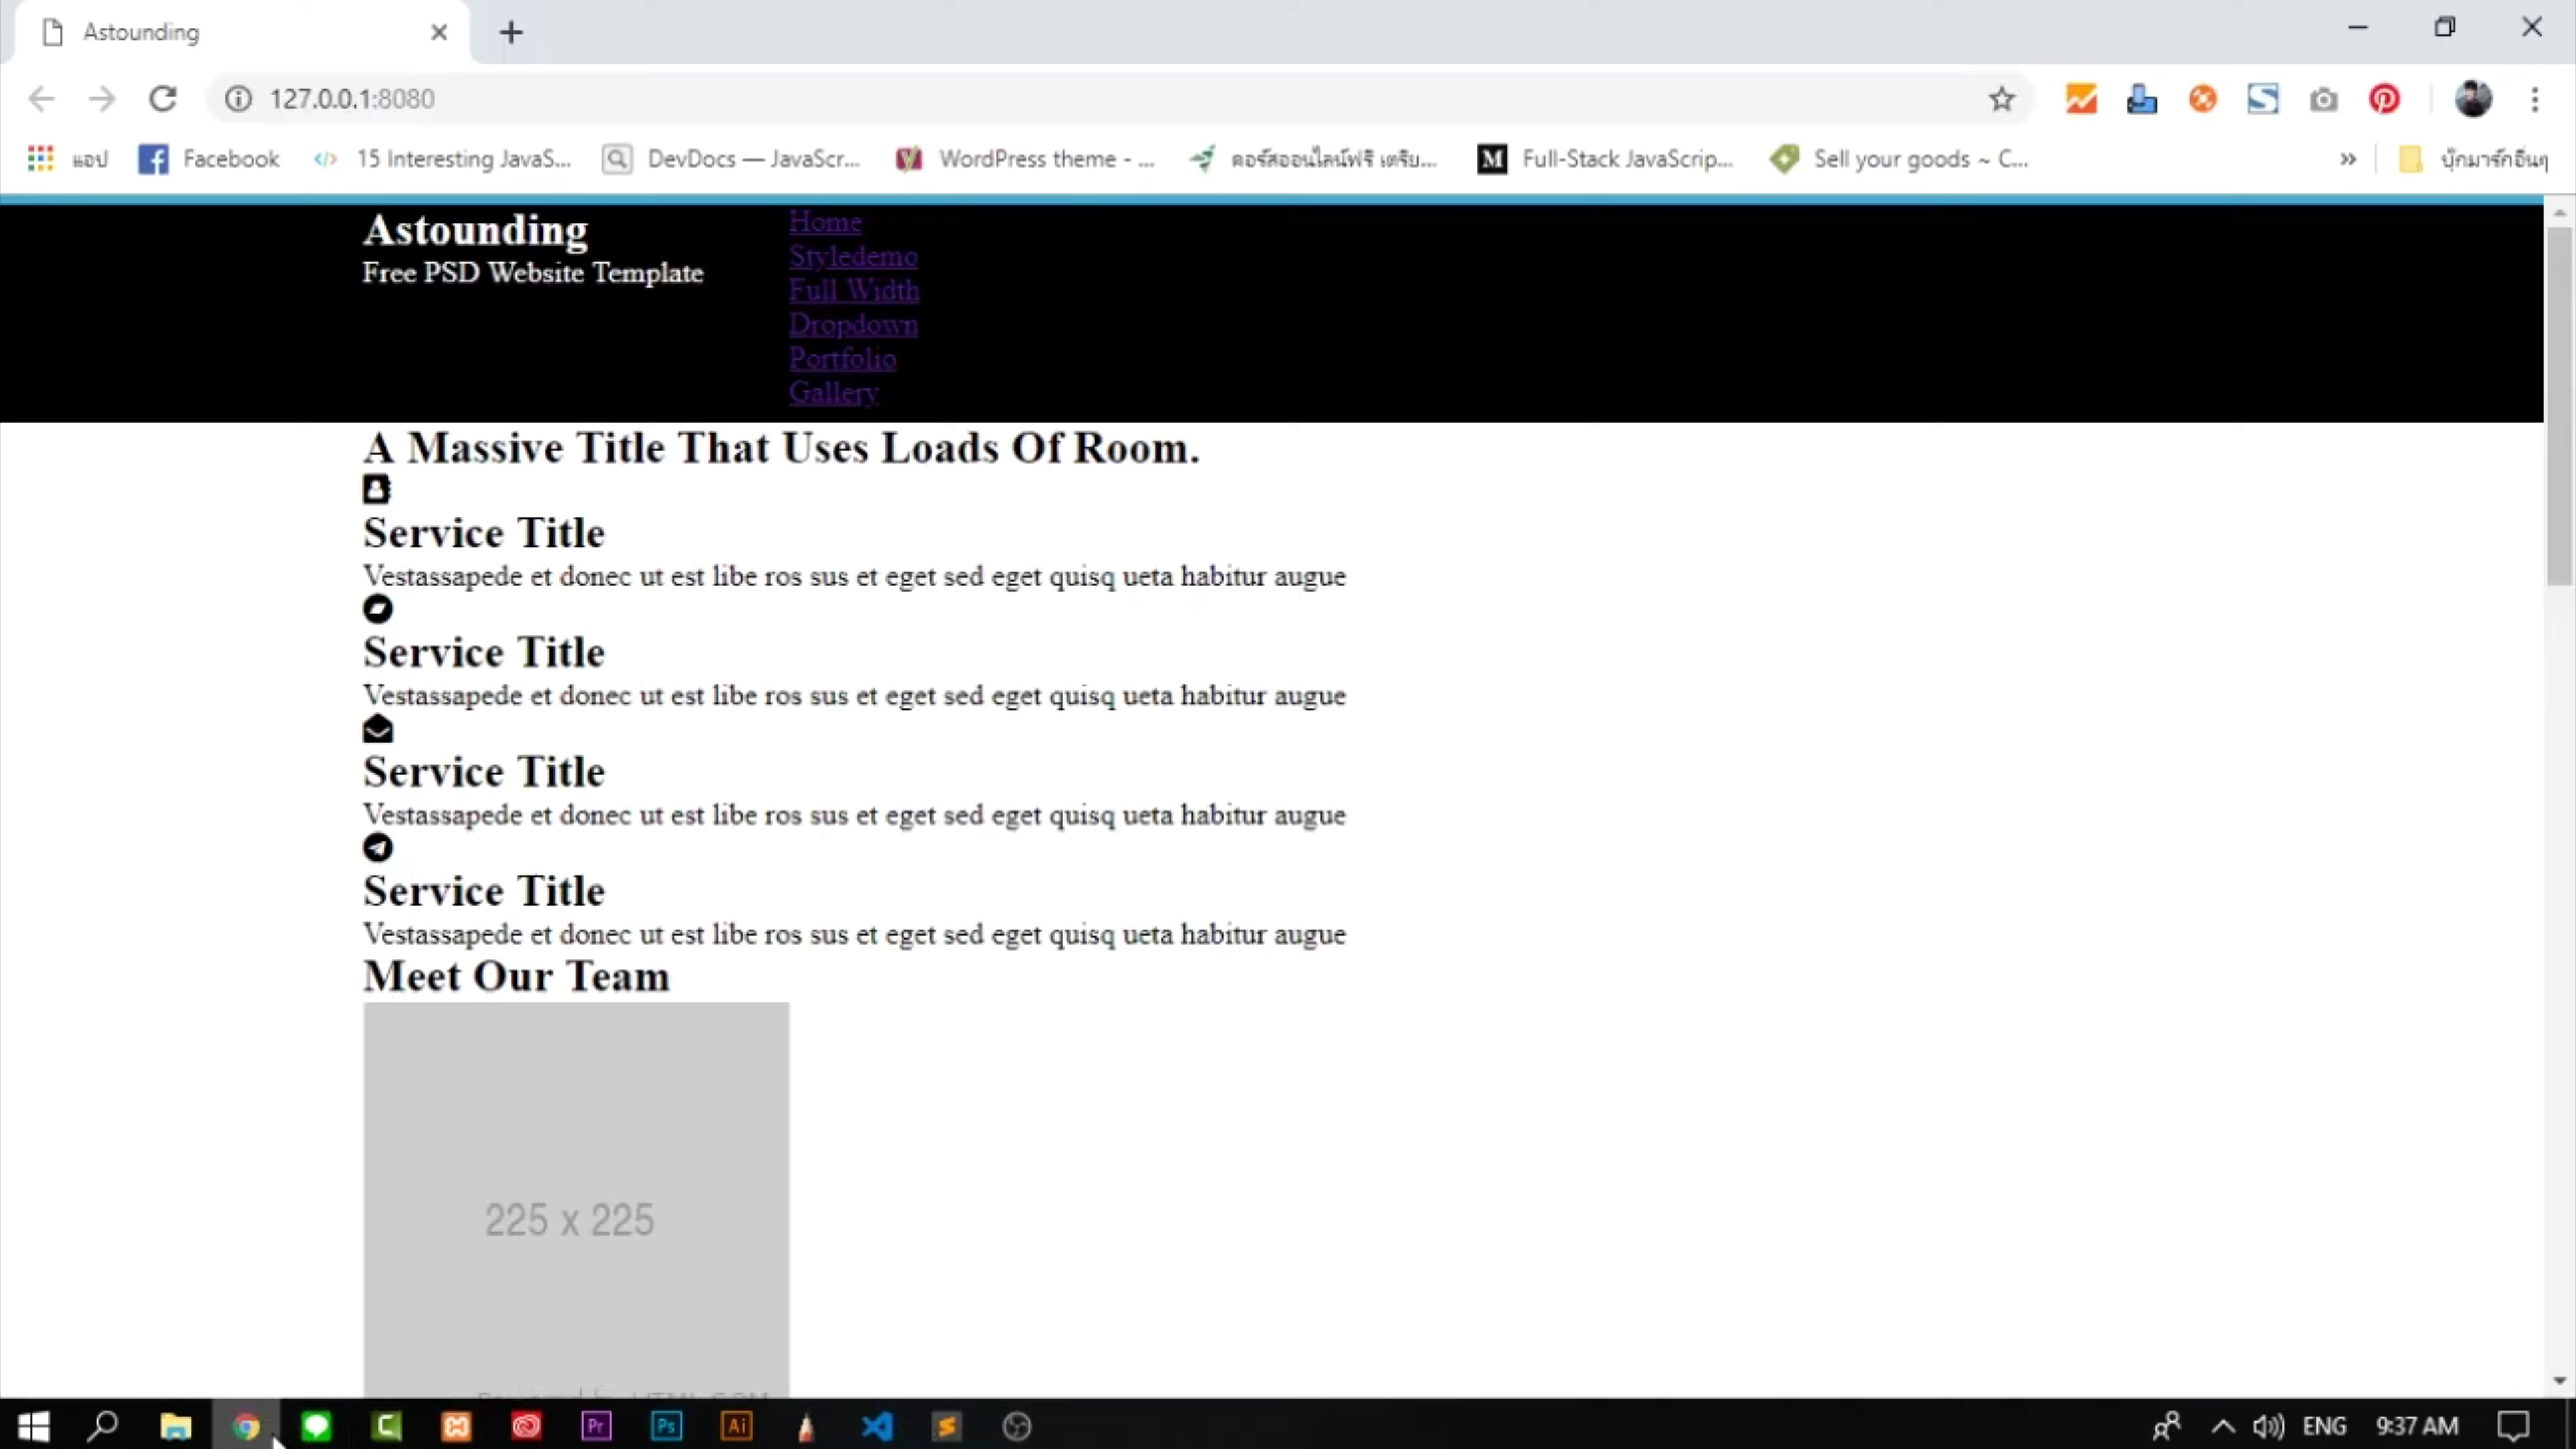 Astounding
127.0.0.1:8080
แอป
Facebook
15 Interesting JavaS...
DevDocs — JavaScr...
WordPress theme - ...
คอร์สออนไลน์ฟรี เตรีย...
M
Full-Stack JavaScrip...
Sell your goods ~ C...
»
บุ๊กมาร์กอื่นๆ
Astounding
Free PSD Website Template
Home
Styledemo
Full Width
Dropdown
Portfolio
Gallery
A Massive Title That Uses Loads Of Room.
Service Title
Vestassapede et donec ut est libe ros sus et eget sed eget quisq ueta habitur augue
Service Title
Vestassapede et donec ut est libe ros sus et eget sed eget quisq ueta habitur augue
Service Title
Vestassapede et donec ut est libe ros sus et eget sed eget quisq ueta habitur augue
Service Title
Vestassapede et donec ut est libe ros sus et eget sed eget quisq ueta habitur augue
Meet Our Team
225 x 225
Pr
Ps
Ai
ENG
9:37 AM